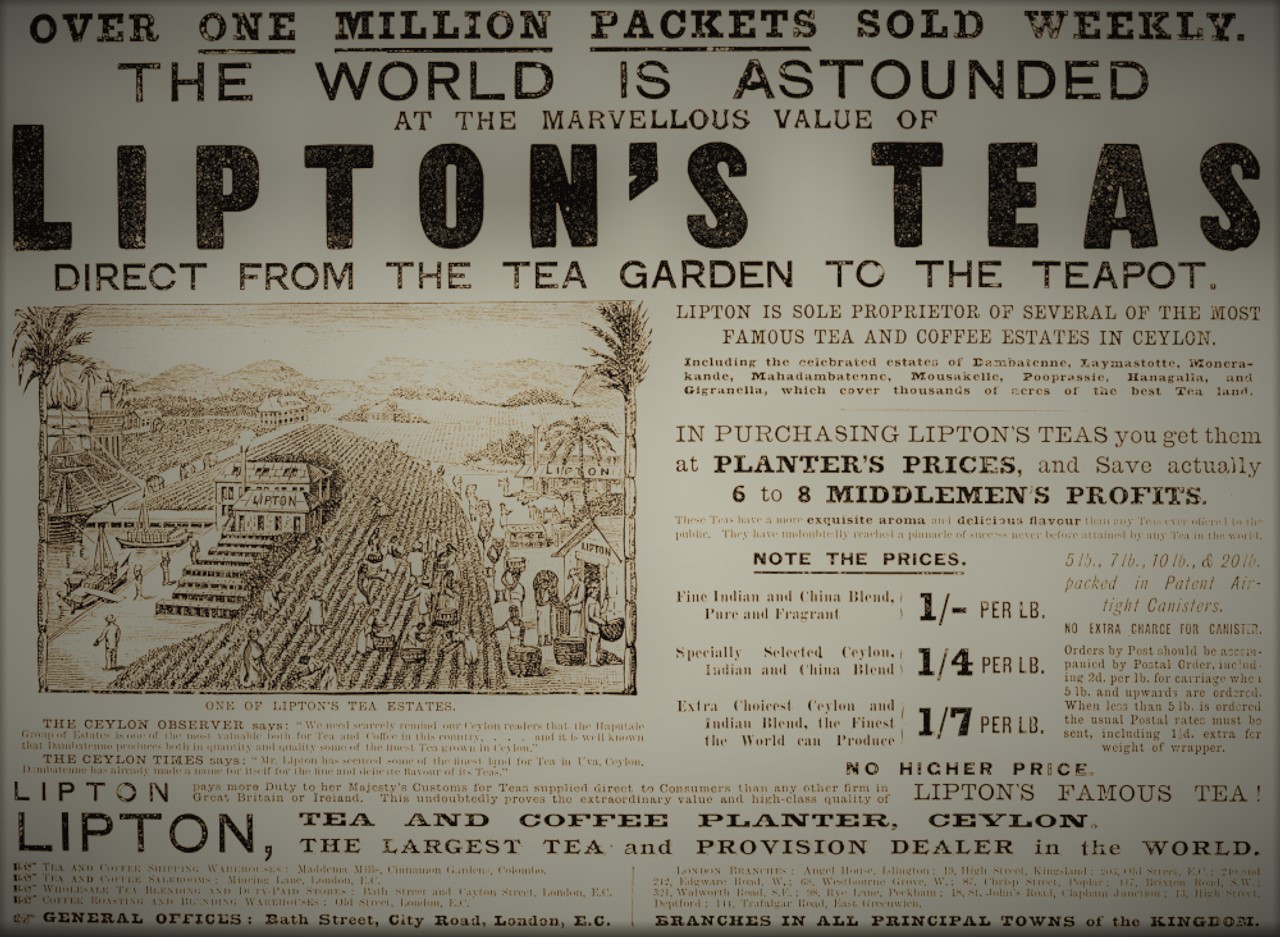 OVER ONE MILLION PACKETS SOLD WEEKLY.
THE WORLD IS ASTOUNDED
AT THE MARVELLOUS VALUE OF
LIPTON'S TEAS
DIRECT FROM THE TEA GARDEN TO THE TEAPOT.
LIPTON
LIPTON
LIPTON
ONE OF LIPTON'S TEA ESTATES.
THE CEYLON OBSERVER says: "We need scarcely remind our Ceylon readers that the Haputale
Group of Estates is one of the most valuable both for Tea and Coffee in this country, . . . . and it is well known
that Dambatenne produces both in quantity and quality some of the finest Tea grown in Ceylon."
THE CEYLON TIMES says: "Mr. Lipton has secured some of the finest land for Tea in Uva, Ceylon.
Dambatenne has already made a name for itself for the fine and delicate flavour of its Teas."
LIPTON IS SOLE PROPRIETOR OF SEVERAL OF THE MOST
FAMOUS TEA AND COFFEE ESTATES IN CEYLON.
Including the celebrated estates of Dambatenne, Laymastotte, Monera-
kande, Mahadambatenne, Mousakelle, Pooprassie, Hanagalia, and
Gigranella, which cover thousands of acres of the best Tea land.
IN PURCHASING LIPTON'S TEAS you get them
at PLANTER'S PRICES, and Save actually
6 to 8 MIDDLEMEN'S PROFITS.
These Teas have a more exquisite aroma and delicious flavour than any Teas ever offered to the
public. They have undoubtedly reached a pinnacle of success never before attained by any Tea in the world.
NOTE THE PRICES.
Fine Indian and China Blend,
Pure and Fragrant
1/- PER LB.
Specially Selected Ceylon,
Indian and China Blend
1/4 PER LB.
Extra Choicest Ceylon and
Indian Blend, the Finest
the World can Produce
1/7 PER LB.
NO HIGHER PRICE.
5 lb., 7 lb., 10 lb., & 20 lb.
packed in Patent Air-
tight Canisters.
NO EXTRA CHARGE FOR CANISTER.
Orders by Post should be accom-
panied by Postal Order, includ-
ing 2d. per lb. for carriage when
5 lb. and upwards are ordered.
When less than 5 lb. is ordered
the usual Postal rates must be
sent, including 1½d. extra for
weight of wrapper.
LIPTON pays more Duty to her Majesty's Customs for Teas supplied direct to Consumers than any other firm in
Great Britain or Ireland. This undoubtedly proves the extraordinary value and high-class quality of LIPTON'S FAMOUS TEA!
LIPTON, TEA AND COFFEE PLANTER, CEYLON.
THE LARGEST TEA and PROVISION DEALER in the WORLD.
TEA AND COFFEE SHIPPING WAREHOUSES: Maddema Mills, Cinnamon Gardens, Colombo.
TEA AND COFFEE SALEROOMS: Mincing Lane, London, E.C.
WHOLESALE TEA BLENDING AND DUTY-PAID STORES: Bath Street and Cayton Street, London, E.C.
COFFEE ROASTING AND BLENDING WAREHOUSES: Old Street, London, E.C.
GENERAL OFFICES: Bath Street, City Road, London, E.C.
LONDON BRANCHES: Angel House, Islington; 19, High Street, Kingsland; Old Street, E.C.;
Edgware Road, W.; 68, Westbourne Grove, W.; 87, Chrisp Street, Poplar; Brixton Road, S.W.;
Walworth Road, S.E.; Rye Lane, Peckham; 18, St. John's Road, Clapham Junction; 13, High Street,
Deptford; Trafalgar Road, East Greenwich.
BRANCHES IN ALL PRINCIPAL TOWNS of the KINGDOM.